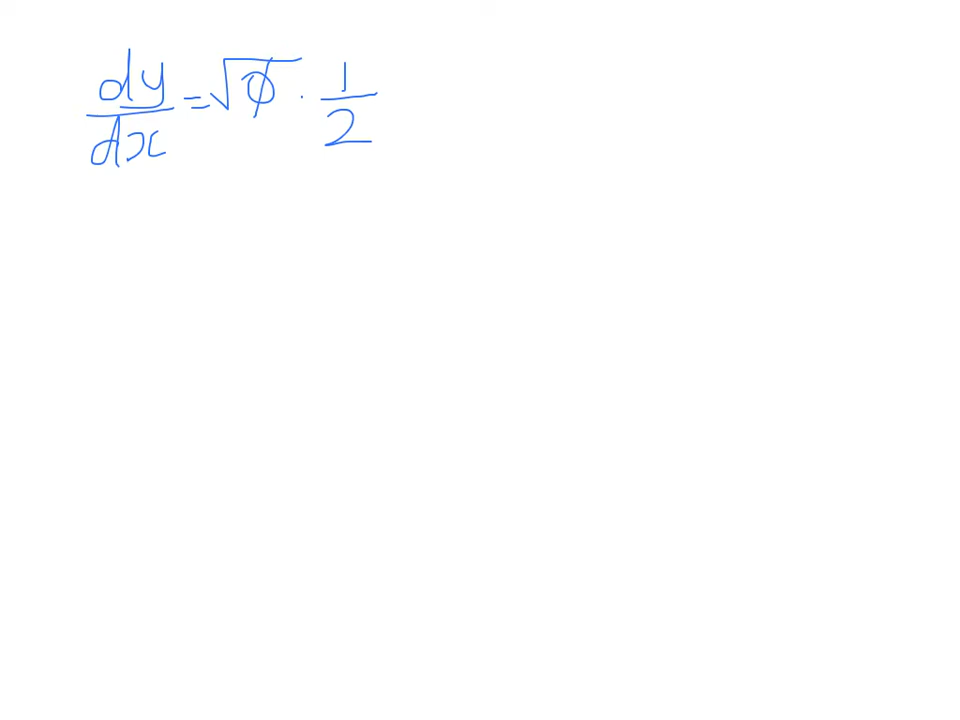 dy/dx = √φ · 1/2